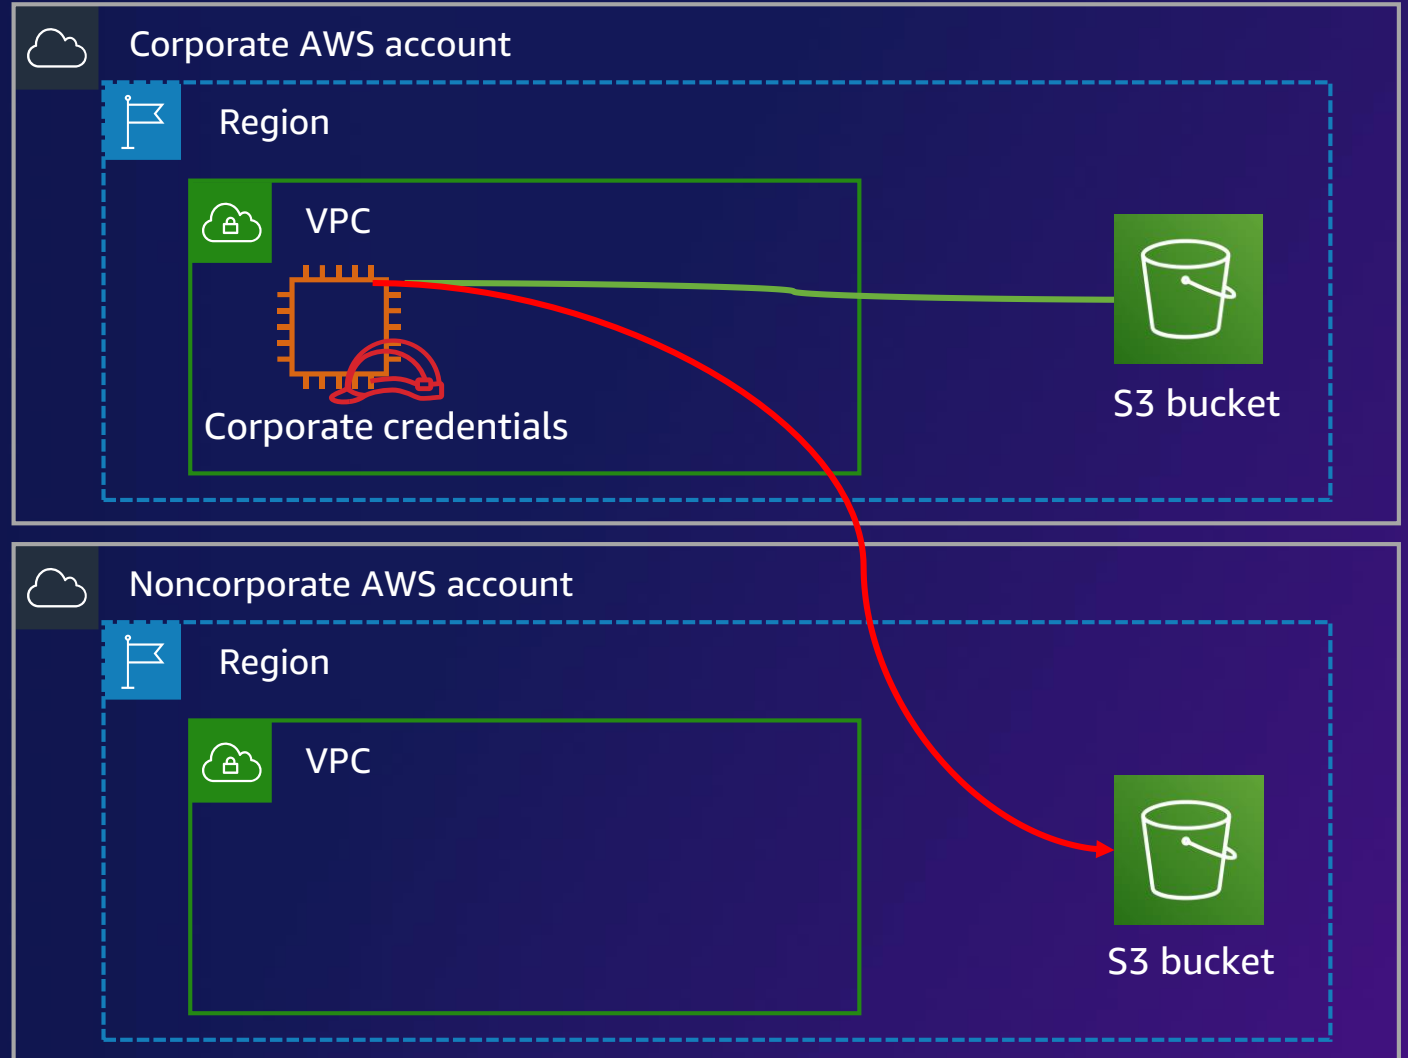 Corporate AWS account
Region
VPC
Corporate credentials
S3 bucket
Noncorporate AWS account
Region
VPC
S3 bucket